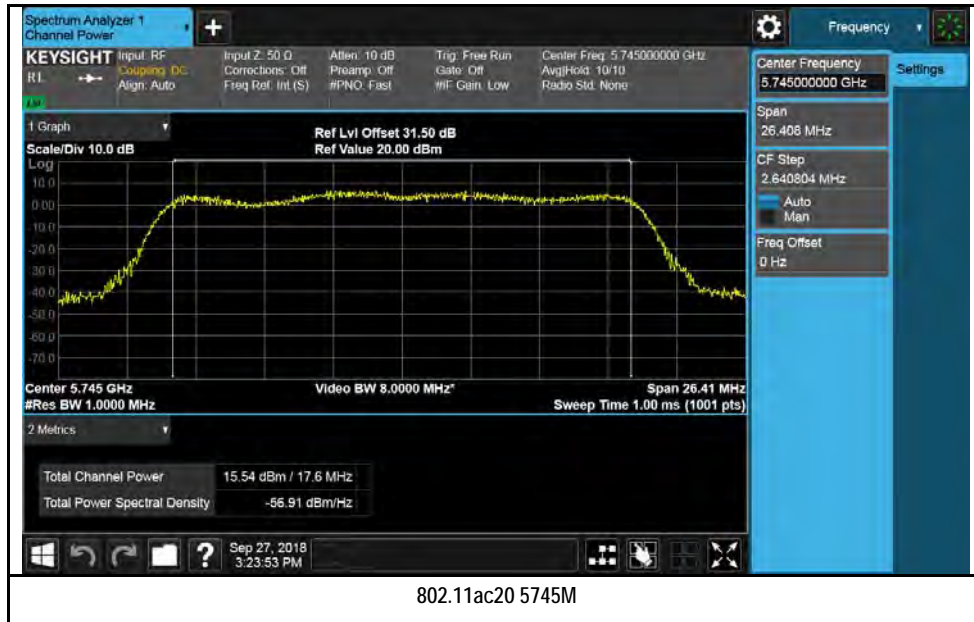 Spectrum Analyzer 1
Channel Power
+
Frequency
KEYSIGHT
RL
Input: RF
Coupling: DC
Align: Auto
Input Z: 50 Ω
Corrections: Off
Freq Ref: Int (S)
Atten: 10 dB
Preamp: Off
#PNO: Fast
Trig: Free Run
Gate: Off
#IF Gain: Low
Center Freq: 5.745000000 GHz
Avg|Hold: 10/10
Radio Std: None
Center Frequency
5.745000000 GHz
Settings
Span
26.408 MHz
CF Step
2.640804 MHz
Auto
Man
Freq Offset
0 Hz
1 Graph
Scale/Div 10.0 dB
Ref Lvl Offset 31.50 dB
Ref Value 20.00 dBm
Log
10.0
0.00
-10.0
-20.0
-30.0
-40.0
-50.0
-60.0
-70.0
Center 5.745 GHz
Video BW 8.0000 MHz*
Span 26.41 MHz
#Res BW 1.0000 MHz
Sweep Time 1.00 ms (1001 pts)
2 Metrics
Total Channel Power
15.54 dBm / 17.6 MHz
Total Power Spectral Density
-56.91 dBm/Hz
?
Sep 27, 2018
3:23:53 PM
802.11ac20 5745M